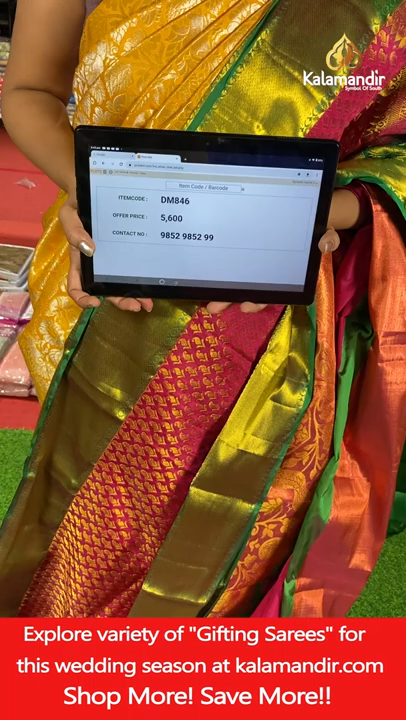 Kalamandir
Symbol Of South
Item Code / Barcode
ITEMCODE : DM846
OFFER PRICE : 5,600
CONTACT NO : 9852 9852 99
Explore variety of "Gifting Sarees" for
this wedding season at kalamandir.com
Shop More! Save More!!